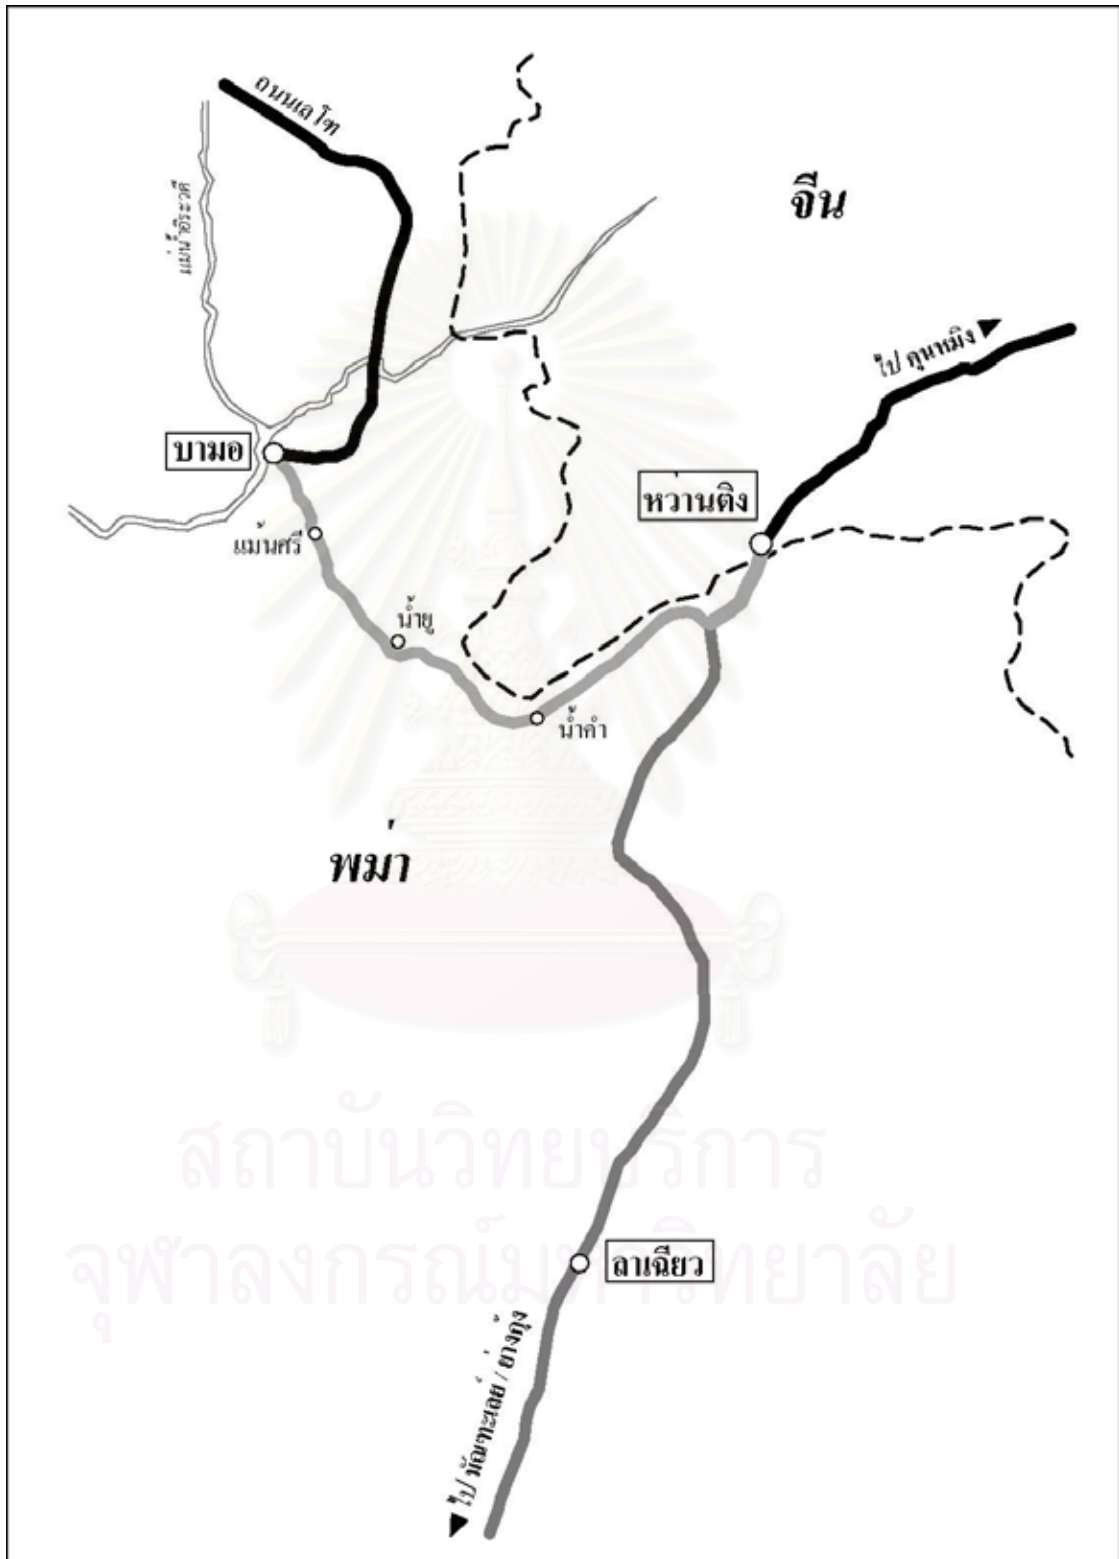 ถนนเลโด
แม่น้ำอิระวดี
จีน
ไป คุนหมิง
บามอ
หว่านติง
แม้นศรี
น้ำยู
น้ำคำ
พม่า
สถาบันวิทยบริการ
จุฬาลงกรณ์มหาวิทยาลัย
ลาเฉียว
ไป มัณฑะเลย์ / ย่างกุ้ง